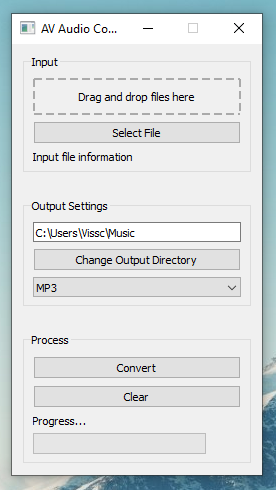 AV Audio Co...
Input
Drag and drop files here
Select File
Input file information
Output Settings
C:\Users\Vissc\Music
Change Output Directory
MP3
Process
Convert
Clear
Progress...